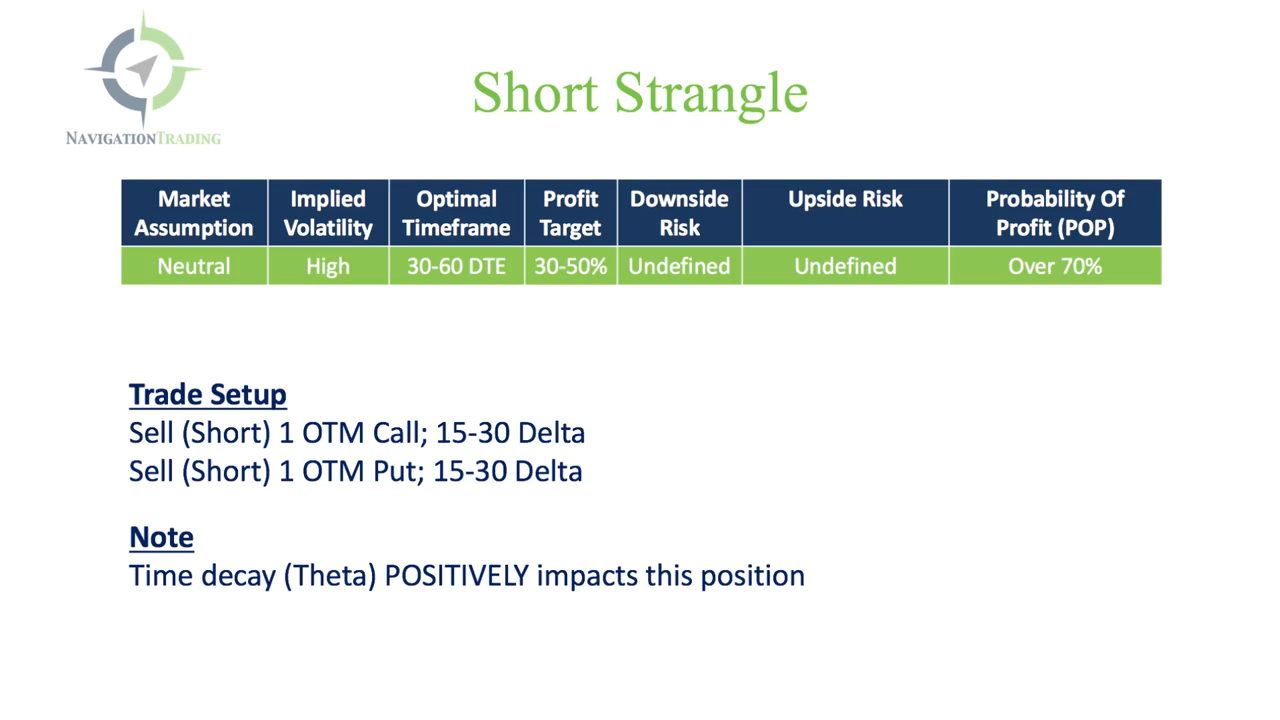 NAVIGATIONTRADING
Short Strangle
Market Assumption
Implied Volatility
Optimal Timeframe
Profit Target
Downside Risk
Upside Risk
Probability Of Profit (POP)
Neutral
High
30-60 DTE
30-50%
Undefined
Undefined
Over 70%
Trade Setup
Sell (Short) 1 OTM Call; 15-30 Delta
Sell (Short) 1 OTM Put; 15-30 Delta
Note
Time decay (Theta) POSITIVELY impacts this position